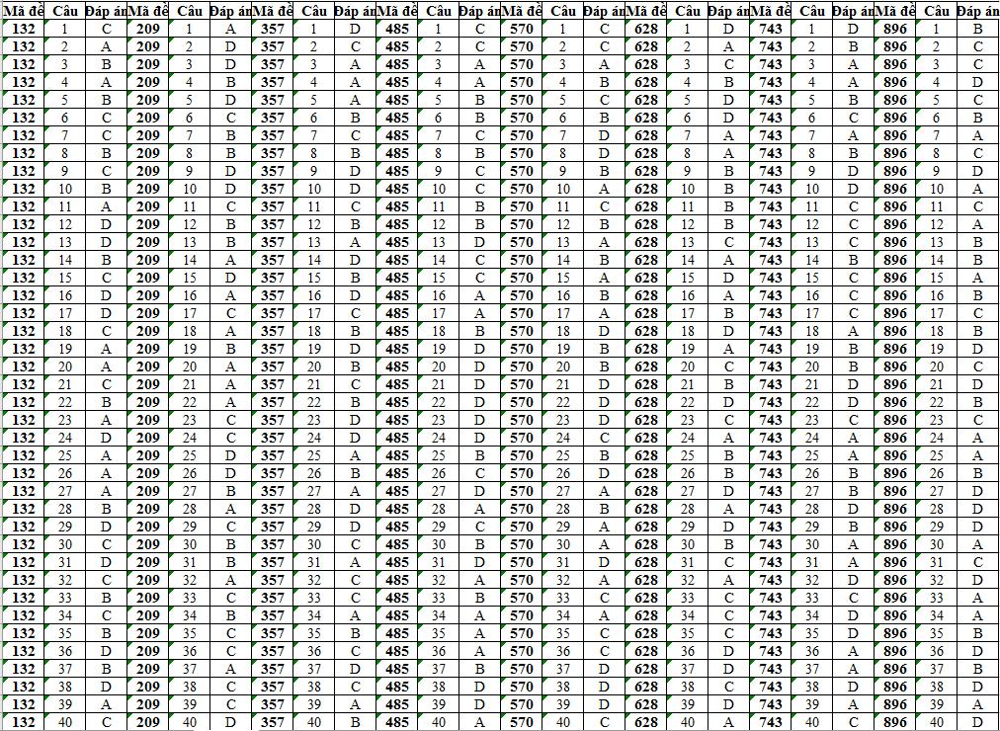 Mã đề Câu Đáp án Mã đề Câu Đáp án Mã đề Câu Đáp án Mã đề Câu Đáp án Mã đề Câu Đáp án Mã đề Câu Đáp án Mã đề Câu Đáp án Mã đề Câu Đáp án
132 1 C 209 1 A 357 1 D 485 1 C 570 1 C 628 1 D 743 1 D 896 1 B
132 2 A 209 2 D 357 2 C 485 2 C 570 2 C 628 2 A 743 2 B 896 2 C
132 3 B 209 3 D 357 3 A 485 3 A 570 3 A 628 3 C 743 3 A 896 3 C
132 4 A 209 4 B 357 4 A 485 4 A 570 4 B 628 4 B 743 4 A 896 4 D
132 5 B 209 5 D 357 5 A 485 5 B 570 5 C 628 5 D 743 5 B 896 5 C
132 6 C 209 6 C 357 6 B 485 6 B 570 6 B 628 6 D 743 6 C 896 6 B
132 7 C 209 7 B 357 7 C 485 7 C 570 7 D 628 7 A 743 7 A 896 7 A
132 8 B 209 8 B 357 8 B 485 8 B 570 8 D 628 8 A 743 8 B 896 8 C
132 9 C 209 9 D 357 9 D 485 9 C 570 9 B 628 9 B 743 9 D 896 9 D
132 10 B 209 10 D 357 10 D 485 10 C 570 10 A 628 10 B 743 10 D 896 10 A
132 11 A 209 11 C 357 11 C 485 11 B 570 11 C 628 11 B 743 11 C 896 11 C
132 12 D 209 12 B 357 12 B 485 12 B 570 12 B 628 12 B 743 12 C 896 12 A
132 13 D 209 13 B 357 13 A 485 13 D 570 13 A 628 13 C 743 13 C 896 13 B
132 14 B 209 14 A 357 14 D 485 14 C 570 14 B 628 14 A 743 14 B 896 14 B
132 15 C 209 15 D 357 15 B 485 15 C 570 15 A 628 15 D 743 15 C 896 15 A
132 16 D 209 16 A 357 16 D 485 16 A 570 16 B 628 16 A 743 16 C 896 16 B
132 17 D 209 17 C 357 17 C 485 17 A 570 17 A 628 17 B 743 17 C 896 17 C
132 18 C 209 18 A 357 18 B 485 18 B 570 18 D 628 18 D 743 18 A 896 18 B
132 19 A 209 19 B 357 19 D 485 19 D 570 19 B 628 19 A 743 19 B 896 19 D
132 20 A 209 20 A 357 20 B 485 20 D 570 20 B 628 20 C 743 20 B 896 20 C
132 21 C 209 21 A 357 21 C 485 21 D 570 21 D 628 21 B 743 21 D 896 21 D
132 22 B 209 22 A 357 22 B 485 22 D 570 22 D 628 22 D 743 22 D 896 22 B
132 23 A 209 23 C 357 23 D 485 23 D 570 23 D 628 23 C 743 23 C 896 23 C
132 24 D 209 24 C 357 24 D 485 24 D 570 24 C 628 24 A 743 24 A 896 24 A
132 25 A 209 25 D 357 25 A 485 25 B 570 25 B 628 25 B 743 25 A 896 25 A
132 26 A 209 26 D 357 26 B 485 26 C 570 26 D 628 26 B 743 26 B 896 26 B
132 27 A 209 27 B 357 27 A 485 27 D 570 27 A 628 27 D 743 27 B 896 27 D
132 28 B 209 28 A 357 28 D 485 28 A 570 28 B 628 28 A 743 28 D 896 28 D
132 29 D 209 29 C 357 29 D 485 29 C 570 29 A 628 29 D 743 29 B 896 29 D
132 30 C 209 30 B 357 30 C 485 30 B 570 30 A 628 30 B 743 30 A 896 30 A
132 31 D 209 31 B 357 31 A 485 31 D 570 31 D 628 31 C 743 31 A 896 31 C
132 32 C 209 32 A 357 32 C 485 32 A 570 32 A 628 32 A 743 32 D 896 32 D
132 33 B 209 33 C 357 33 C 485 33 B 570 33 C 628 33 C 743 33 C 896 33 A
132 34 C 209 34 B 357 34 A 485 34 A 570 34 A 628 34 C 743 34 D 896 34 A
132 35 B 209 35 C 357 35 B 485 35 A 570 35 C 628 35 C 743 35 D 896 35 B
132 36 D 209 36 C 357 36 C 485 36 A 570 36 C 628 36 D 743 36 A 896 36 D
132 37 B 209 37 A 357 37 D 485 37 B 570 37 D 628 37 D 743 37 A 896 37 B
132 38 D 209 38 C 357 38 C 485 38 D 570 38 D 628 38 C 743 38 D 896 38 D
132 39 A 209 39 C 357 39 A 485 39 D 570 39 D 628 39 D 743 39 A 896 39 A
132 40 C 209 40 D 357 40 B 485 40 A 570 40 C 628 40 A 743 40 C 896 40 D